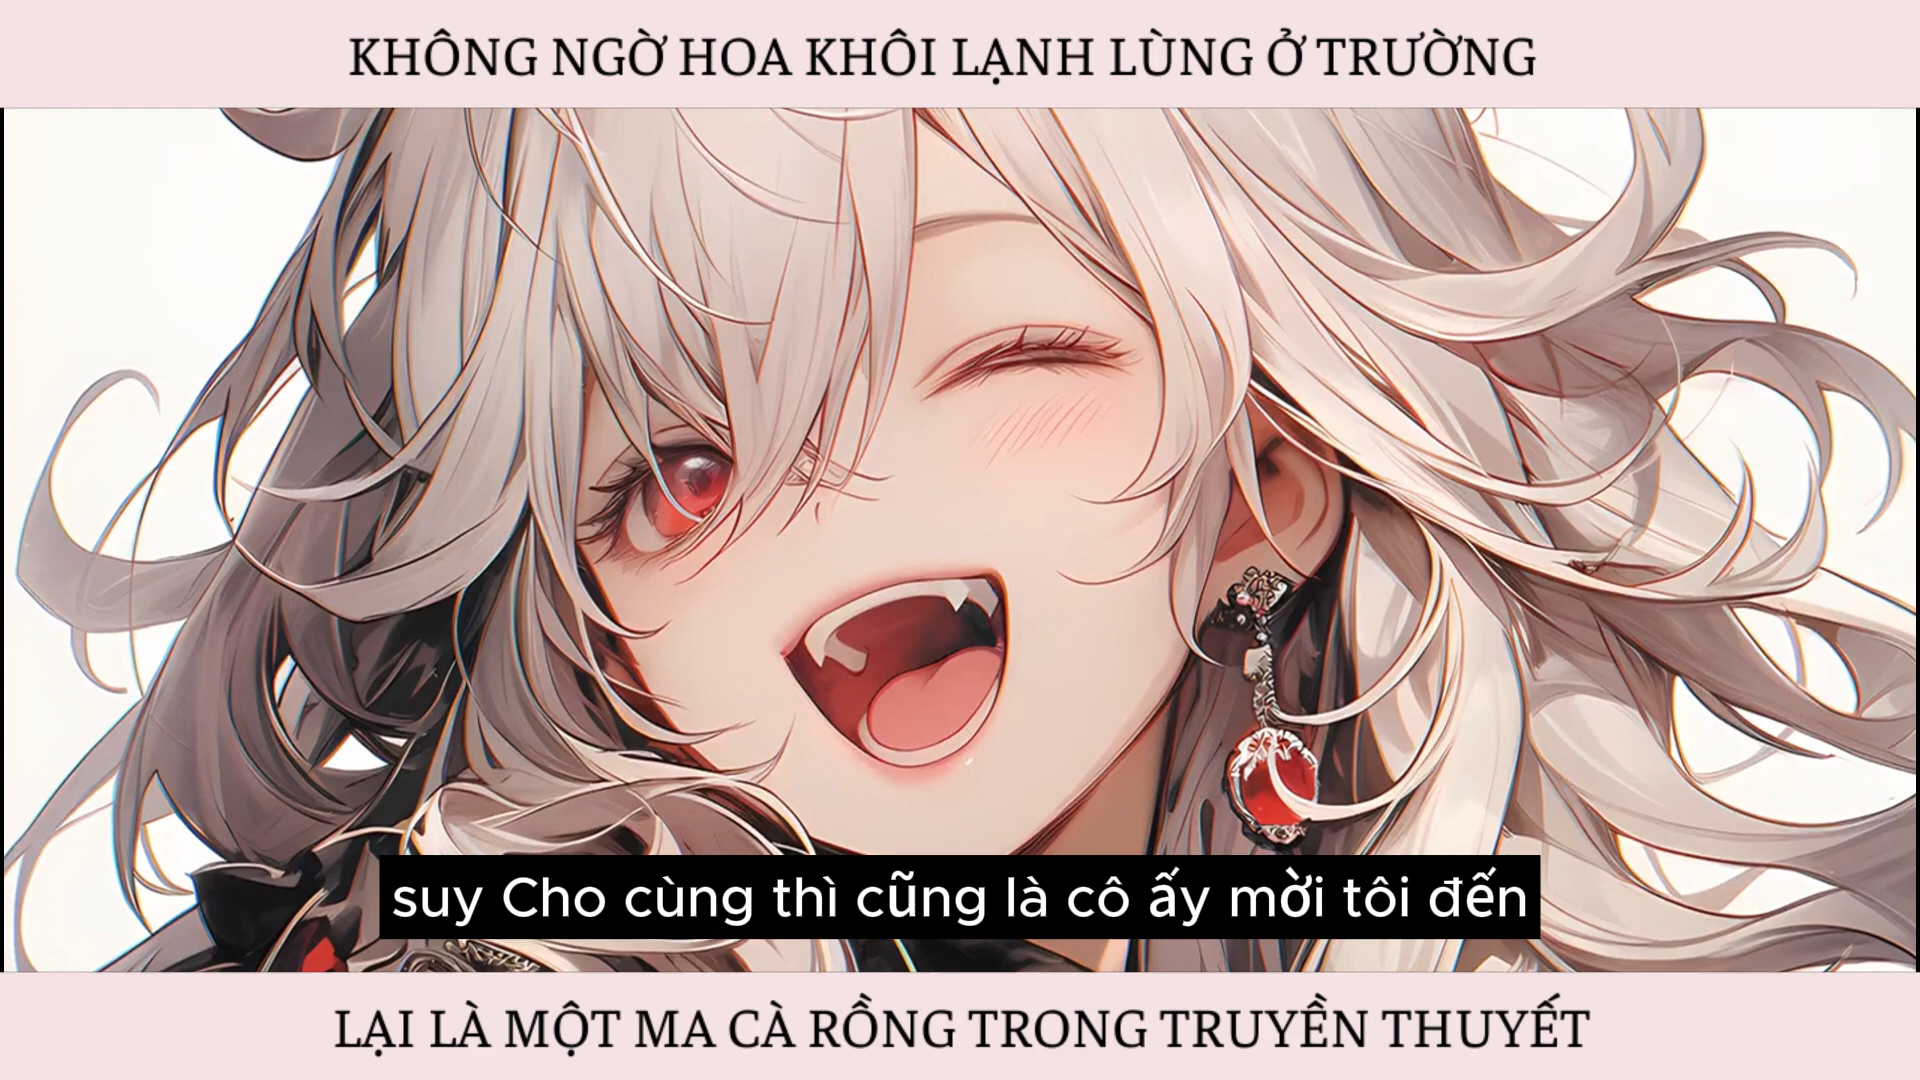 KHÔNG NGỜ HOA KHÔI LẠNH LÙNG Ở TRƯỜNG
suy Cho cùng thì cũng là cô ấy mời tôi đến
LẠI LÀ MỘT MA CÀ RỒNG TRONG TRUYỀN THUYẾT